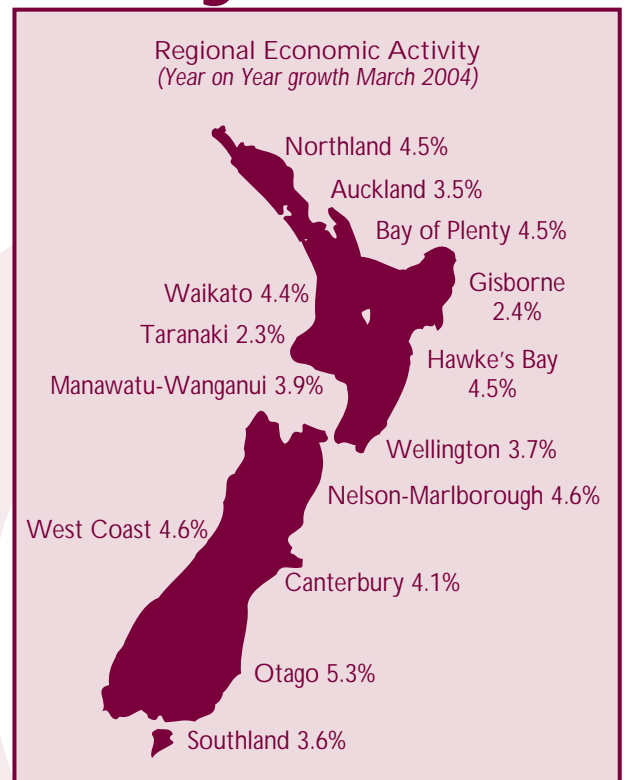 Regional Economic Activity
(Year on Year growth March 2004)
Northland 4.5%
Auckland 3.5%
Bay of Plenty 4.5%
Gisborne
2.4%
Waikato 4.4%
Taranaki 2.3%
Hawke's Bay
4.5%
Manawatu-Wanganui 3.9%
Wellington 3.7%
Nelson-Marlborough 4.6%
West Coast 4.6%
Canterbury 4.1%
Otago 5.3%
Southland 3.6%